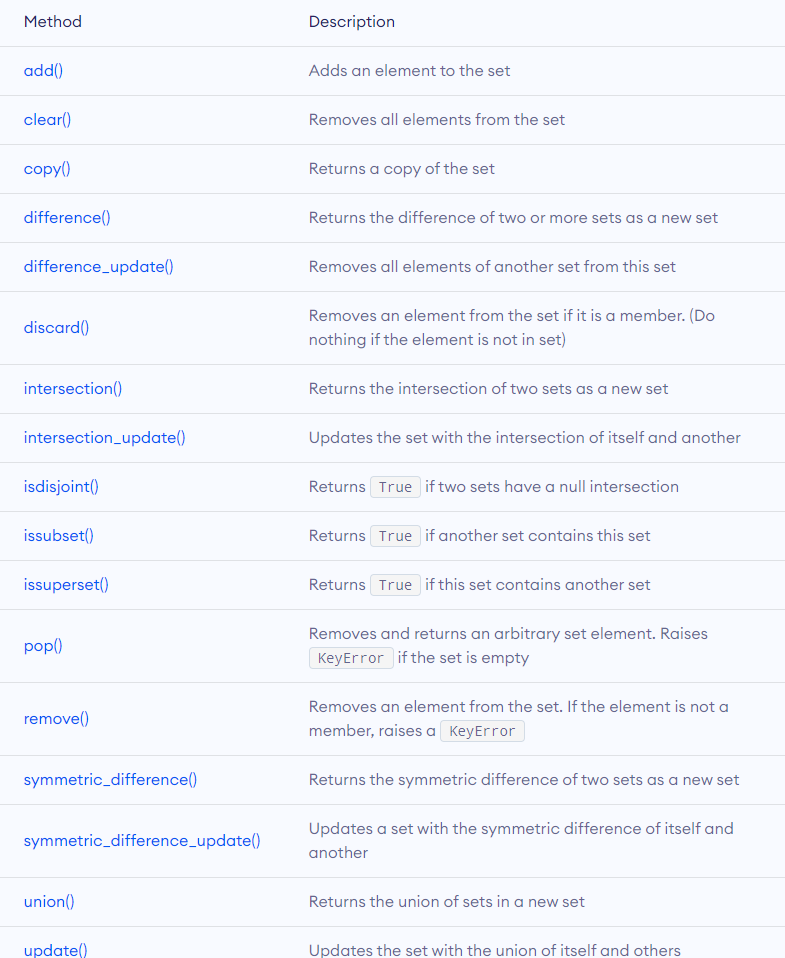 Method Description
add() Adds an element to the set
clear() Removes all elements from the set
copy() Returns a copy of the set
difference() Returns the difference of two or more sets as a new set
difference_update() Removes all elements of another set from this set
discard() Removes an element from the set if it is a member. (Do
nothing if the element is not in set)
intersection() Returns the intersection of two sets as a new set
intersection_update() Updates the set with the intersection of itself and another
isdisjoint() Returns True if two sets have a null intersection
issubset() Returns True if another set contains this set
issuperset() Returns True if this set contains another set
pop() Removes and returns an arbitrary set element. Raises
KeyError if the set is empty
remove() Removes an element from the set. If the element is not a
member, raises a KeyError
symmetric_difference() Returns the symmetric difference of two sets as a new set
symmetric_difference_update() Updates a set with the symmetric difference of itself and
another
union() Returns the union of sets in a new set
update() Updates the set with the union of itself and others